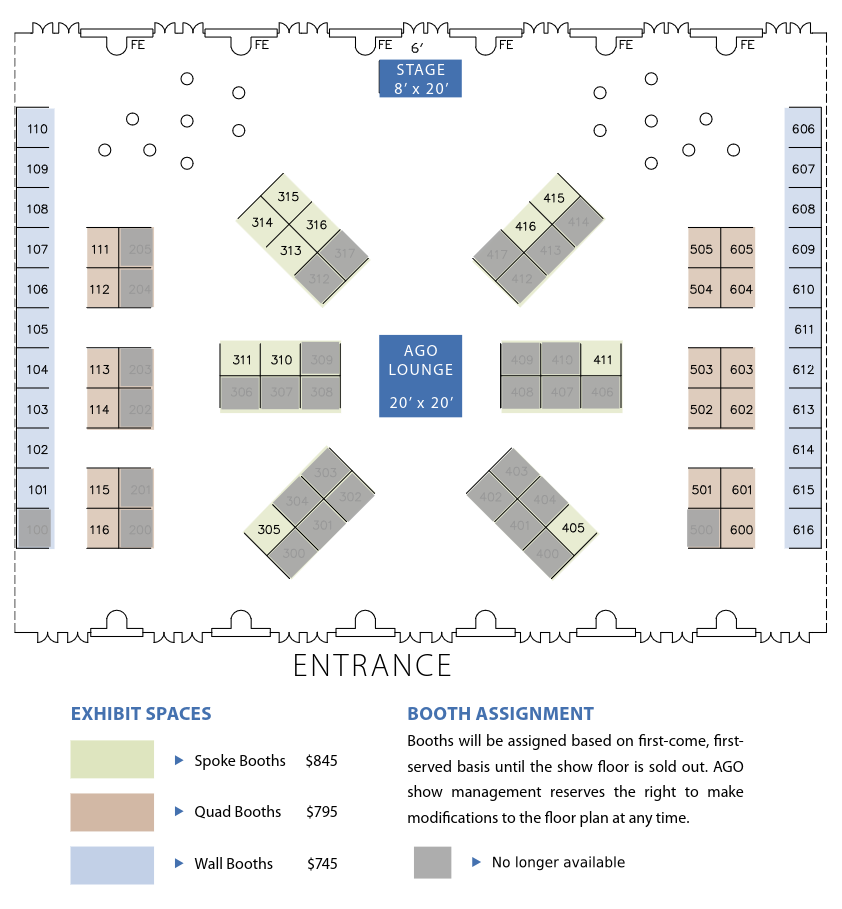 FE FE FE 6′ FE FE FE
STAGE
8′ x 20′
110 606
109 607
108 608
315 415
314 316 416 414
107 111 205 313 317 417 413 505 605 609
106 112 204 312 412 504 604 610
105 611
AGO
311 310 309 409 410 411
LOUNGE
104 113 203 503 603 612
306 307 308 408 407 406
20′ x 20′
103 114 202 502 602 613
102 614
303 403
101 115 201 304 302 402 404 501 601 615
100 116 200 305 301 401 405 500 600 616
300 400
ENTRANCE
EXHIBIT SPACES
Spoke Booths $845
Quad Booths $795
Wall Booths $745
BOOTH ASSIGNMENT
Booths will be assigned based on first-come, first-
served basis until the show floor is sold out. AGO
show management reserves the right to make
modifications to the floor plan at any time.
No longer available